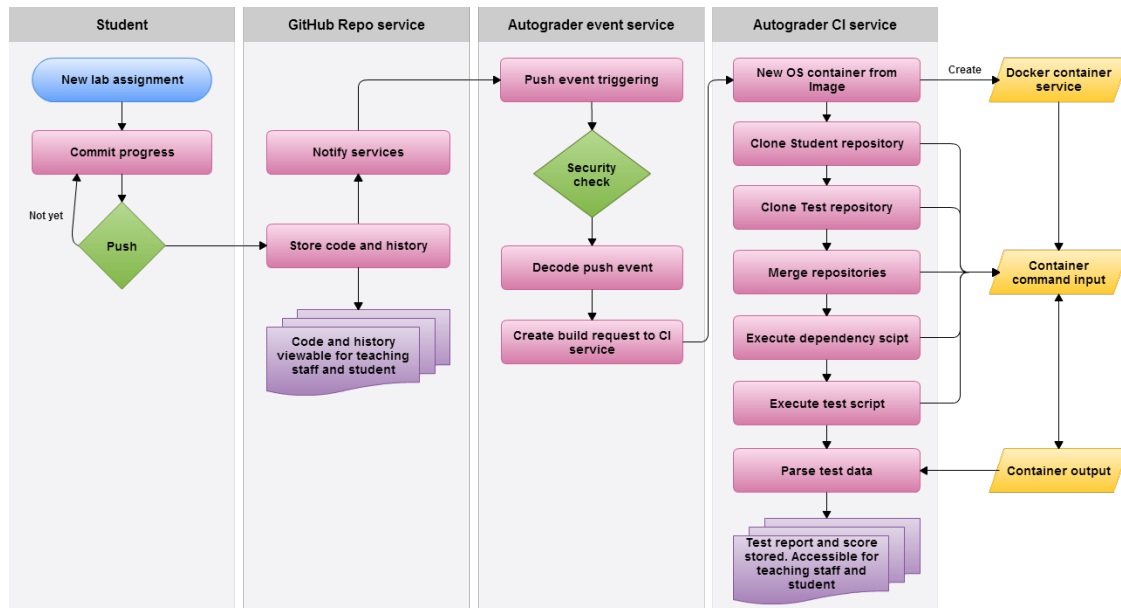 Student
GitHub Repo service
Autograder event service
Autograder CI service
New lab assignment
Commit progress
Not yet
Push
Notify services
Store code and history
Code and history
viewable for teaching
staff and student
Push event triggering
Security
check
Decode push event
Create build request to CI
service
New OS container from
Image
Clone Student repository
Clone Test repository
Merge repositories
Execute dependency scipt
Execute test script
Parse test data
Test report and score
stored. Accessible for
teaching staff and
student
Create
Docker container
service
Container
command input
Container output